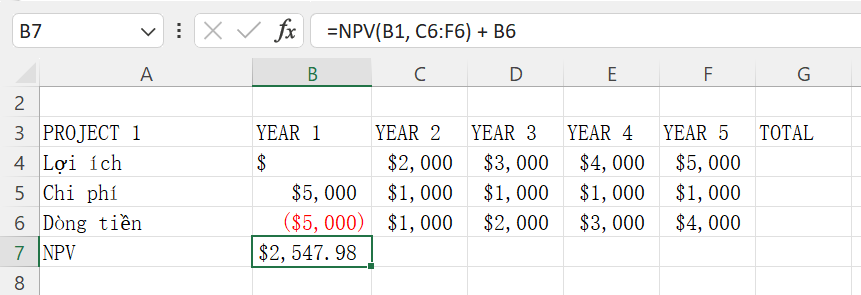 B7 fx =NPV(B1, C6:F6) + B6
A B C D E F G
2
3 PROJECT 1 YEAR 1 YEAR 2 YEAR 3 YEAR 4 YEAR 5 TOTAL
4 Lợi ích $ $2,000 $3,000 $4,000 $5,000
5 Chi phí $5,000 $1,000 $1,000 $1,000 $1,000
6 Dòng tiền ($5,000) $1,000 $2,000 $3,000 $4,000
7 NPV $2,547.98
8